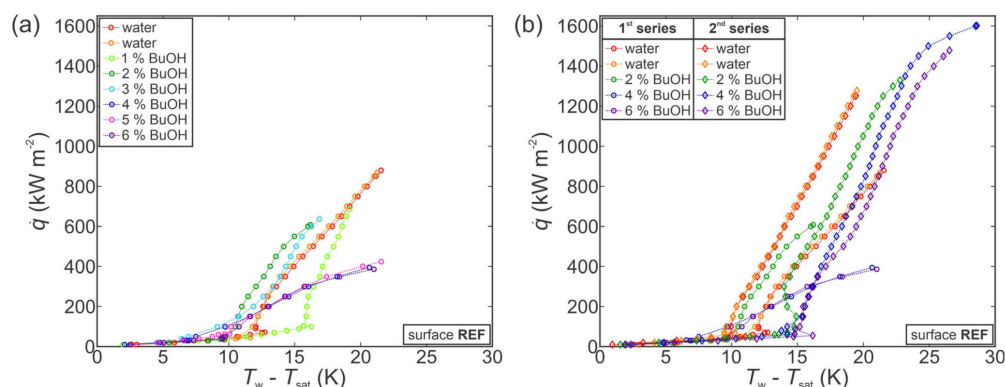 (a)
water
water
1 % BuOH
2 % BuOH
3 % BuOH
4 % BuOH
5 % BuOH
6 % BuOH
1600
1400
1200
1000
800
600
400
200
0
q̇ (kW m⁻²)
surface REF
0 5 10 15 20 25 30
T_w - T_sat (K)
(b)
1ˢᵗ series 2ⁿᵈ series
water water
water water
2 % BuOH 2 % BuOH
4 % BuOH 4 % BuOH
6 % BuOH 6 % BuOH
1600
1400
1200
1000
800
600
400
200
0
q̇ (kW m⁻²)
surface REF
0 5 10 15 20 25 30
T_w - T_sat (K)